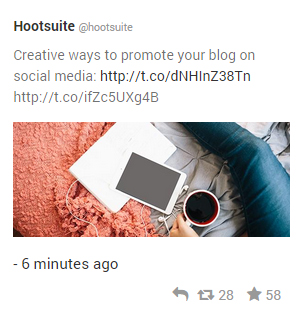 Hootsuite @hootsuite
Creative ways to promote your blog on
social media: http://t.co/dNHInZ38Tn
http://t.co/ifZc5UXg4B
- 6 minutes ago
28 58